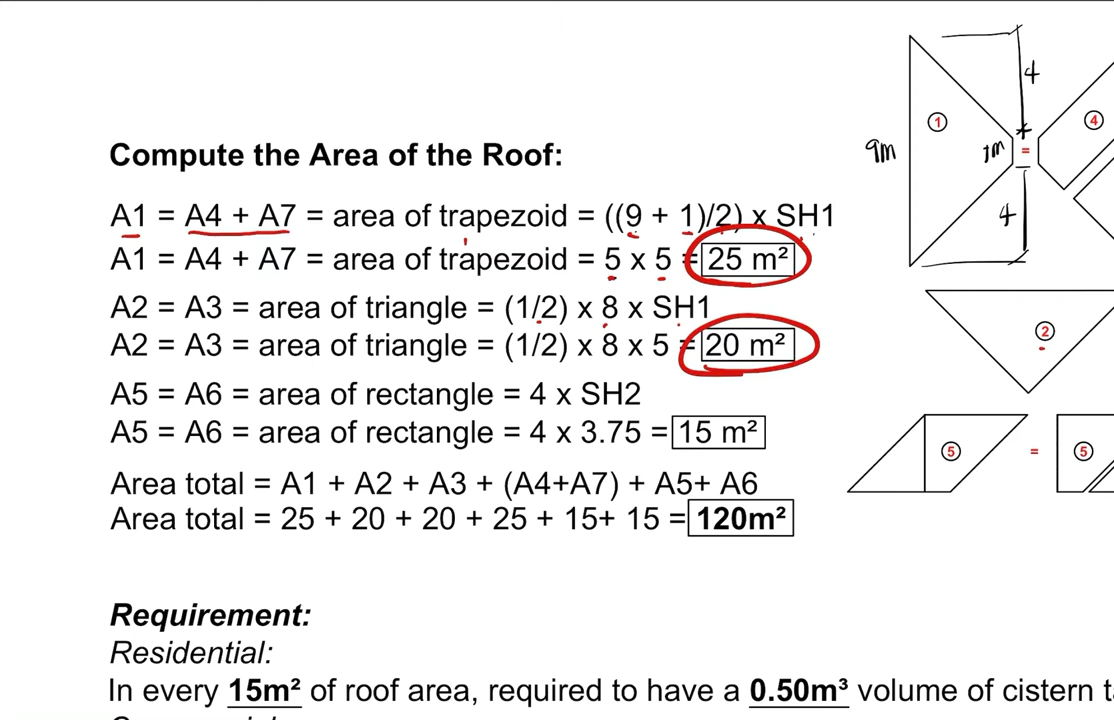 Compute the Area of the Roof:
A1 = A4 + A7 = area of trapezoid = ((9 + 1)/2) x SH1
A1 = A4 + A7 = area of trapezoid = 5 x 5 = 25 m²
A2 = A3 = area of triangle = (1/2) x 8 x SH1
A2 = A3 = area of triangle = (1/2) x 8 x 5 = 20 m²
A5 = A6 = area of rectangle = 4 x SH2
A5 = A6 = area of rectangle = 4 x 3.75 = 15 m²
Area total = A1 + A2 + A3 + (A4+A7) + A5+ A6
Area total = 25 + 20 + 20 + 25 + 15+ 15 = 120m²
Requirement:
Residential:
In every 15m² of roof area, required to have a 0.50m³ volume of cistern
4
1
4
9m
1m =
4
2
5 = 5